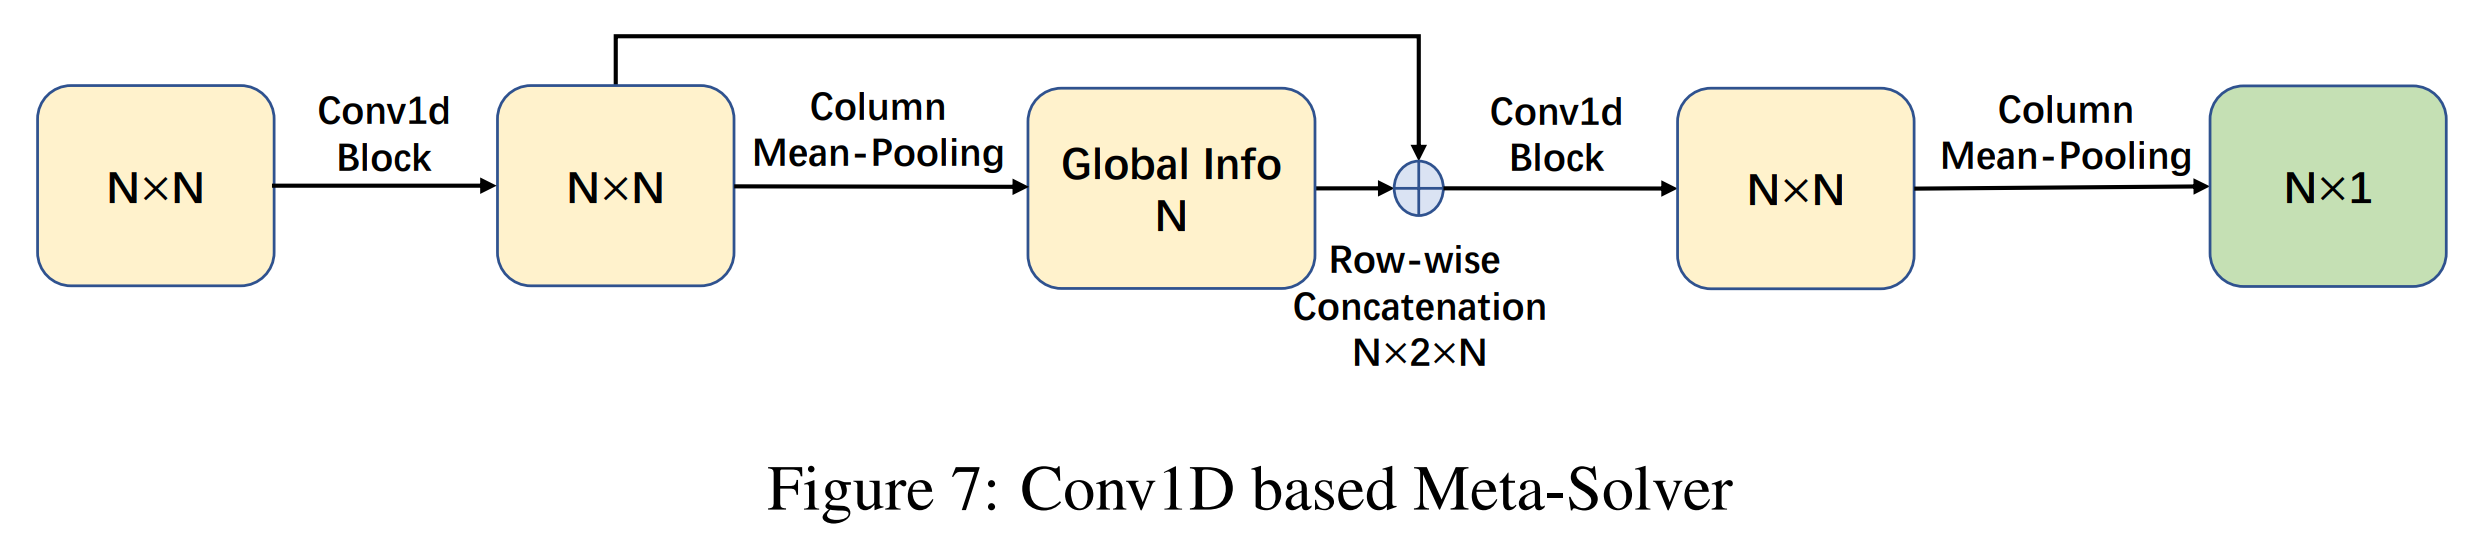 N×N
Conv1d
Block
N×N
Column
Mean-Pooling
Global Info
N
Row-wise
Concatenation
N×2×N
Conv1d
Block
N×N
Column
Mean-Pooling
N×1
Figure 7: Conv1D based Meta-Solver